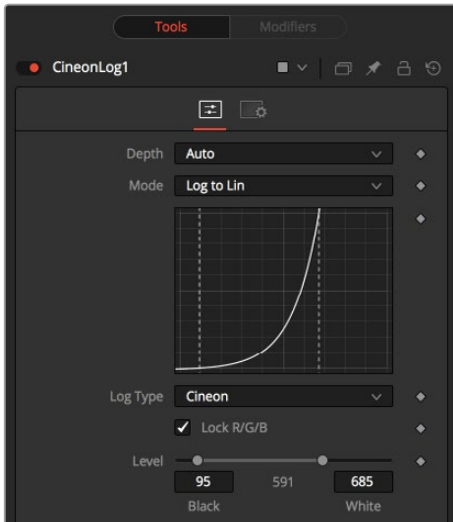 Tools Modifiers
CineonLog1
Depth Auto
Mode Log to Lin
Log Type Cineon
Lock R/G/B
Level
95 591 685
Black White